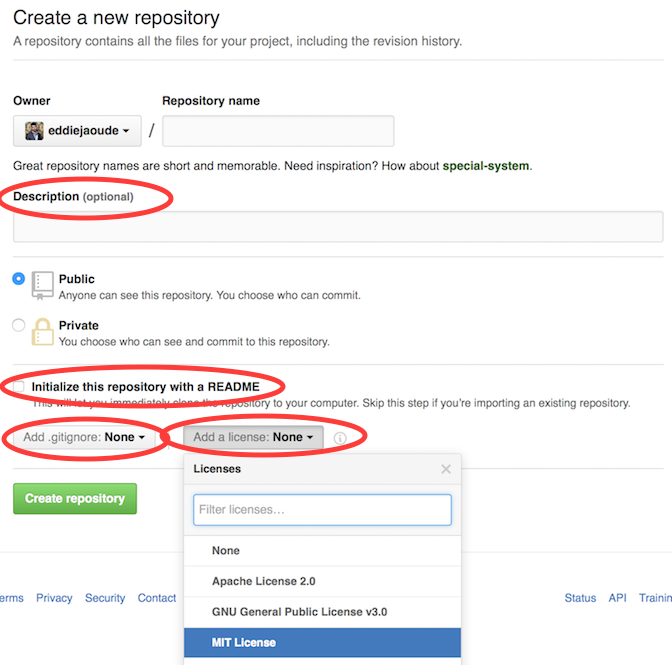 Create a new repository
A repository contains all the files for your project, including the revision history.
Owner Repository name
eddiejaoude /
Great repository names are short and memorable. Need inspiration? How about special-system.
Description (optional)
Public
Anyone can see this repository. You choose who can commit.
Private
You choose who can see and commit to this repository.
Initialize this repository with a README
This will let you immediately clone the repository to your computer. Skip this step if you're importing an existing repository.
Add .gitignore: None Add a license: None
Licenses
Filter licenses…
Create repository
None
Apache License 2.0
GNU General Public License v3.0
MIT License
erms Privacy Security Contact Status API Trainin